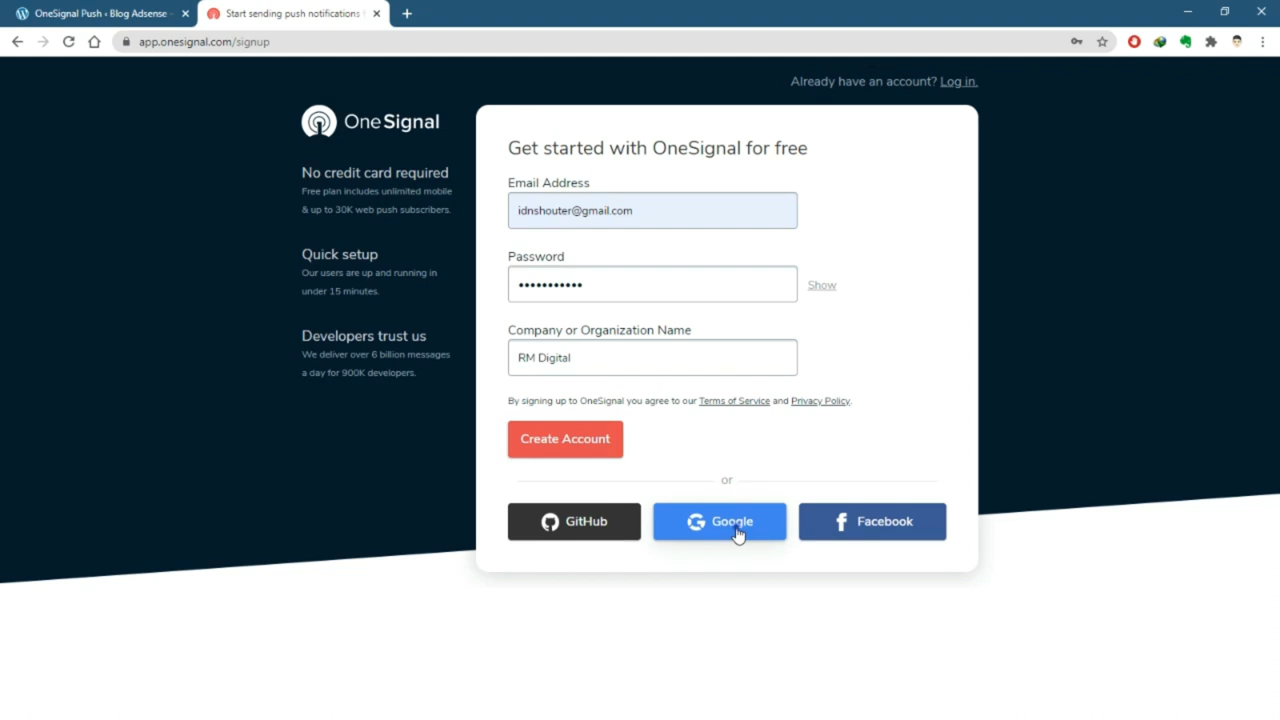 OneSignal Push ‹ Blog Adsense -
Start sending push notifications
app.onesignal.com/signup
Already have an account? Log in.
OneSignal
No credit card required
Free plan includes unlimited mobile
& up to 30K web push subscribers.
Quick setup
Our users are up and running in
under 15 minutes.
Developers trust us
We deliver over 6 billion messages
a day for 900K developers.
Get started with OneSignal for free
Email Address
idnshouter@gmail.com
Password
•••••••••••
Show
Company or Organization Name
RM Digital
By signing up to OneSignal you agree to our Terms of Service and Privacy Policy.
Create Account
or
GitHub
Google
Facebook